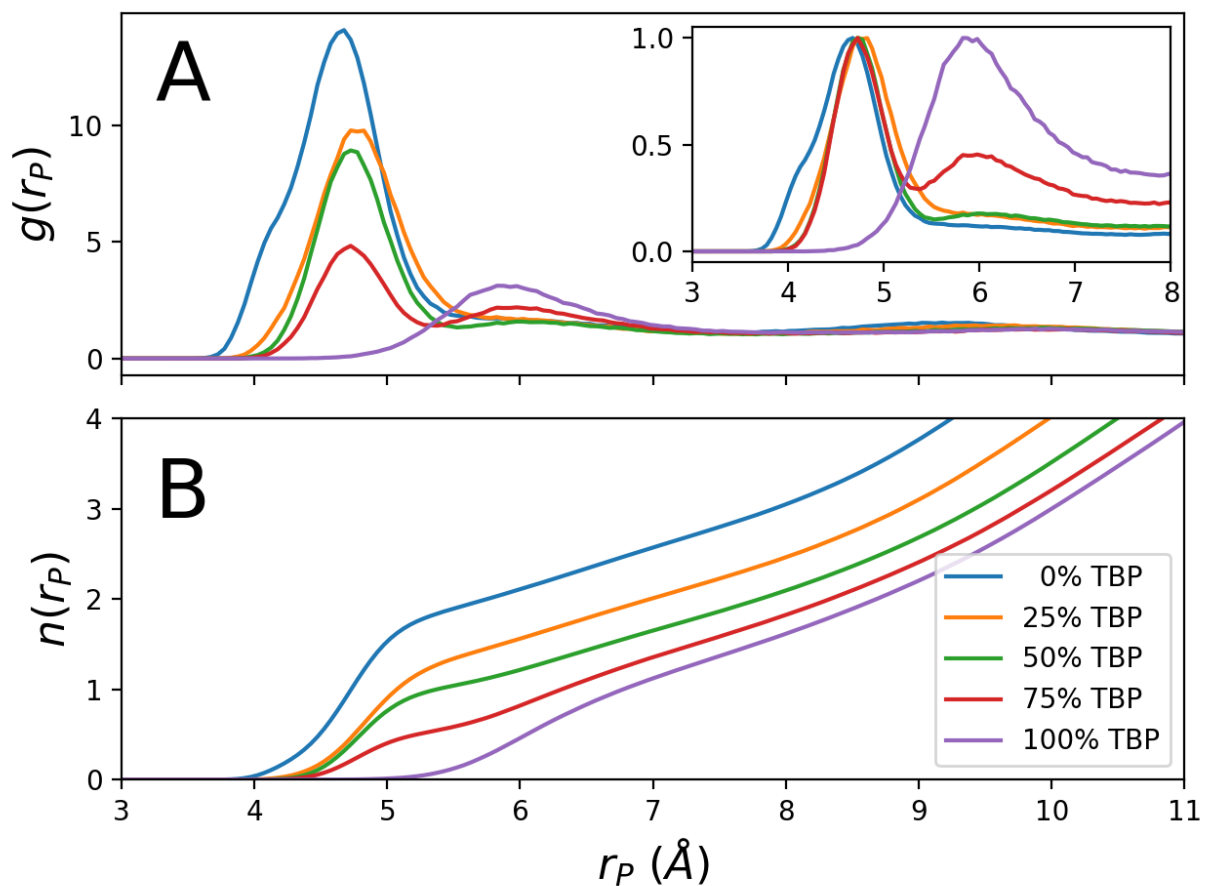 A
g(r_P)
10
5
0
1.0
0.5
0.0
3 4 5 6 7 8
B
n(r_P)
4
3
2
1
0
0% TBP
25% TBP
50% TBP
75% TBP
100% TBP
3 4 5 6 7 8 9 10 11
r_P (Å)